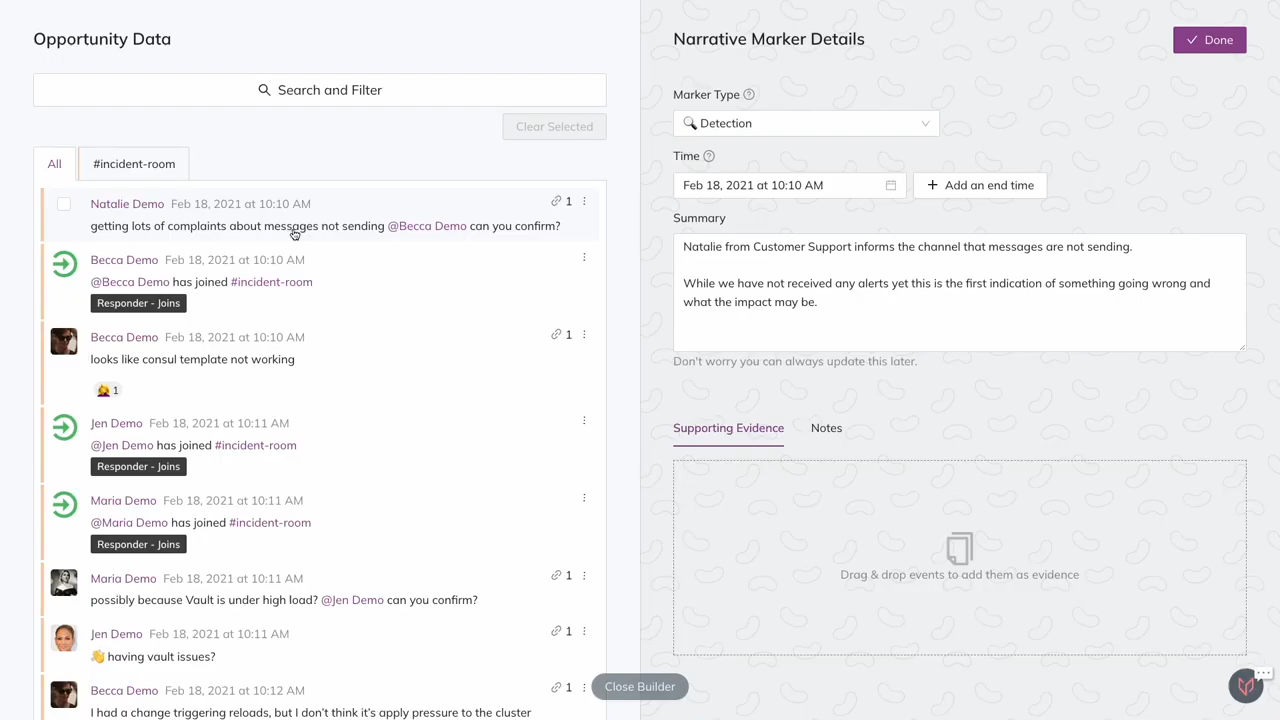 Opportunity Data
Search and Filter
Clear Selected
All
#incident-room
Natalie Demo Feb 18, 2021 at 10:10 AM
1
getting lots of complaints about messages not sending @Becca Demo can you confirm?
Becca Demo Feb 18, 2021 at 10:10 AM
@Becca Demo has joined #incident-room
Responder - Joins
Becca Demo Feb 18, 2021 at 10:10 AM
1
looks like consul template not working
1
Jen Demo Feb 18, 2021 at 10:11 AM
@Jen Demo has joined #incident-room
Responder - Joins
Maria Demo Feb 18, 2021 at 10:11 AM
@Maria Demo has joined #incident-room
Responder - Joins
Maria Demo Feb 18, 2021 at 10:11 AM
1
possibly because Vault is under high load? @Jen Demo can you confirm?
Jen Demo Feb 18, 2021 at 10:11 AM
1
having vault issues?
Becca Demo Feb 18, 2021 at 10:12 AM
1
I had a change triggering reloads, but I don't think it's apply pressure to the cluster
Close Builder
Narrative Marker Details
Done
Marker Type ?
Detection
Time ?
Feb 18, 2021 at 10:10 AM
+ Add an end time
Summary
Natalie from Customer Support informs the channel that messages are not sending.
While we have not received any alerts yet this is the first indication of something going wrong and
what the impact may be.
Don't worry you can always update this later.
Supporting Evidence
Notes
Drag & drop events to add them as evidence